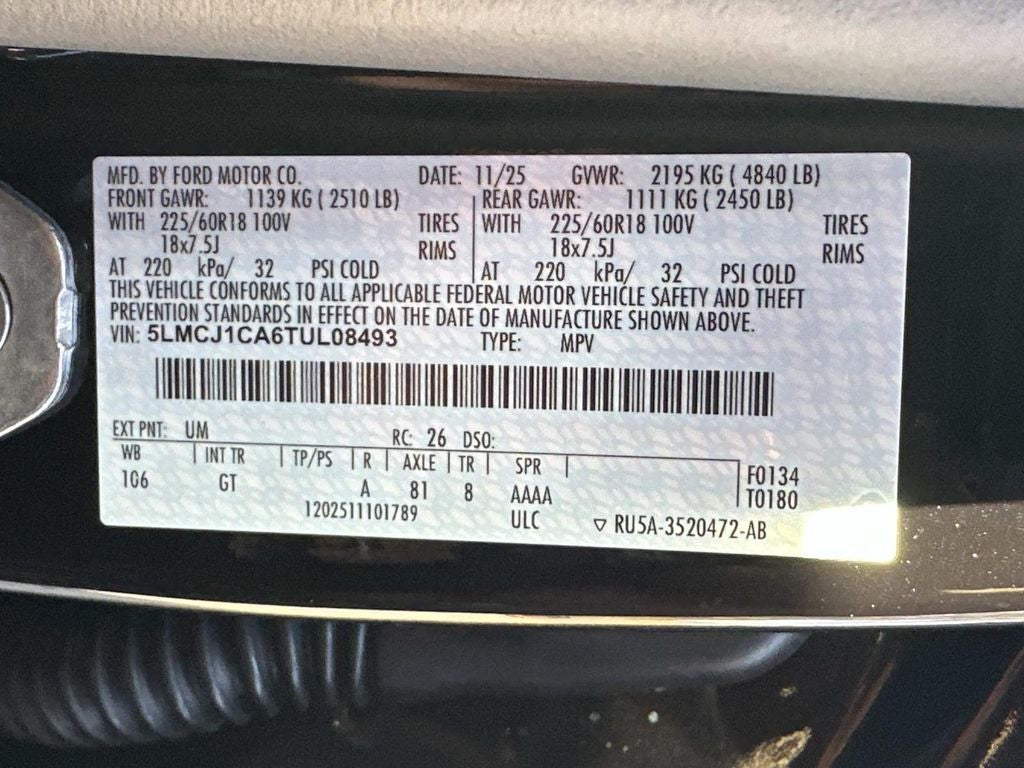 MFD. BY FORD MOTOR CO. DATE: 11/25 GVWR: 2195 KG ( 4840 LB)
FRONT GAWR: 1139 KG ( 2510 LB) REAR GAWR: 1111 KG ( 2450 LB)
WITH 225/60R18 100V TIRES WITH 225/60R18 100V TIRES
18x7.5J RIMS 18x7.5J RIMS
AT 220 kPa/ 32 PSI COLD AT 220 kPa/ 32 PSI COLD
THIS VEHICLE CONFORMS TO ALL APPLICABLE FEDERAL MOTOR VEHICLE SAFETY AND THEFT
PREVENTION STANDARDS IN EFFECT ON THE DATE OF MANUFACTURE SHOWN ABOVE.
VIN: 5LMCJ1CA6TUL08493 TYPE: MPV
EXT PNT: UM RC: 26 DSO:
WB INT TR TP/PS R AXLE TR SPR F0134
106 GT A 81 8 AAAA T0180
1202511101789 ULC ▽ RU5A-3520472-AB